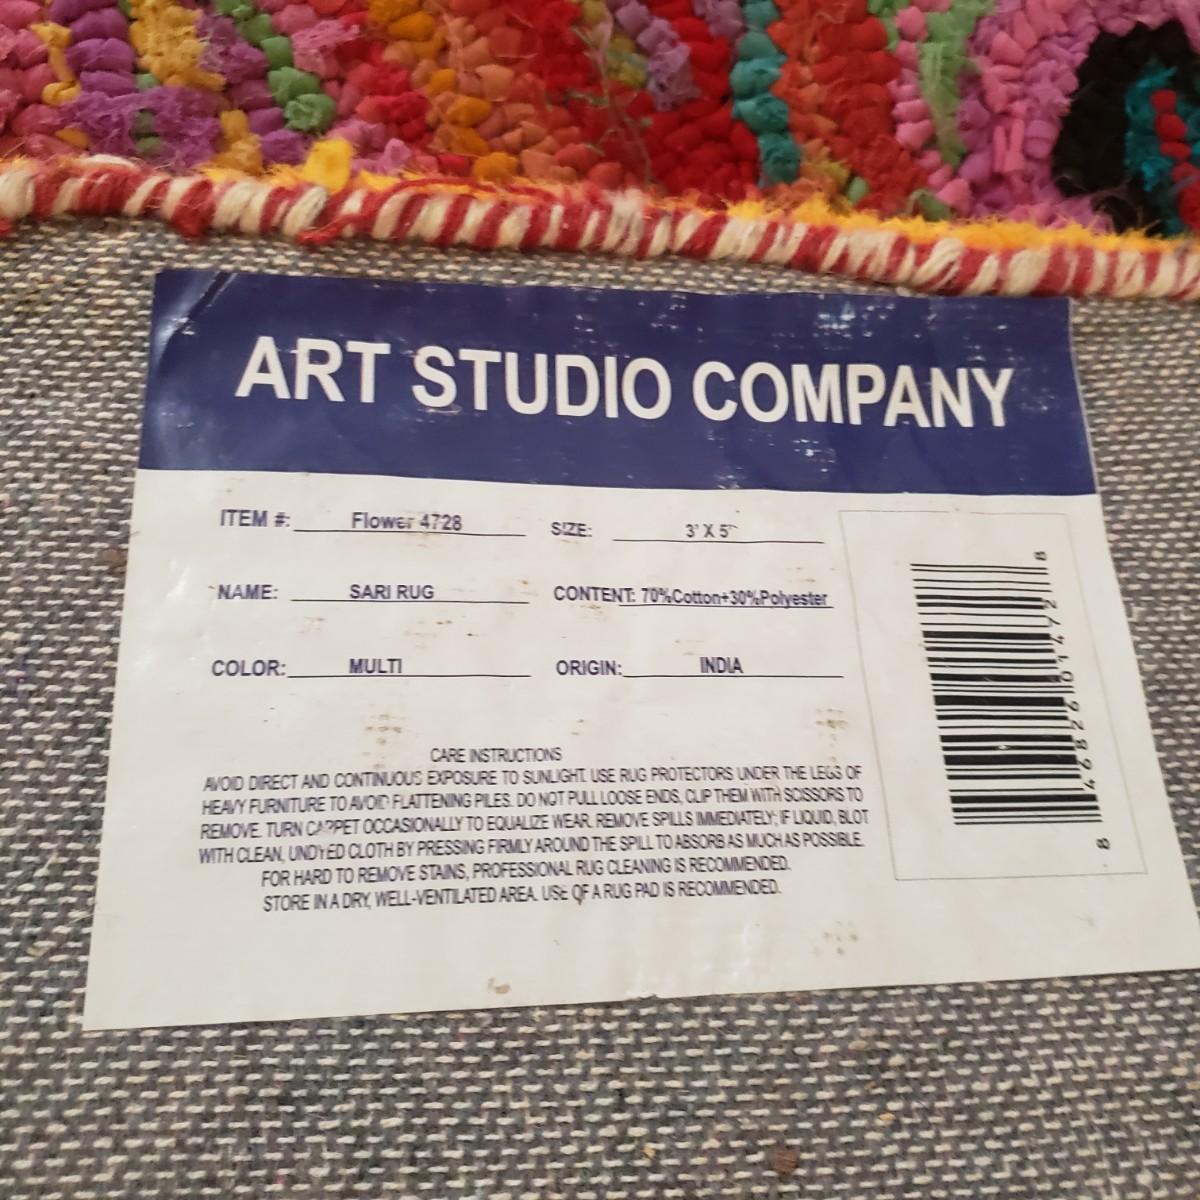 ART STUDIO COMPANY
ITEM #: Flower 4728 SIZE: 3' X 5'
NAME: SARI RUG CONTENT: 70%Cotton+30%Polyester
COLOR: MULTI ORIGIN: INDIA
CARE INSTRUCTIONS
AVOID DIRECT AND CONTINUOUS EXPOSURE TO SUNLIGHT. USE RUG PROTECTORS UNDER THE LEGS OF
HEAVY FURNITURE TO AVOID FLATTENING PILES. DO NOT PULL LOOSE ENDS, CLIP THEM WITH SCISSORS TO
REMOVE. TURN CARPET OCCASIONALLY TO EQUALIZE WEAR. REMOVE SPILLS IMMEDIATELY; IF LIQUID, BLOT
WITH CLEAN, UNDYED CLOTH BY PRESSING FIRMLY AROUND THE SPILL TO ABSORB AS MUCH AS POSSIBLE.
FOR HARD TO REMOVE STAINS, PROFESSIONAL RUG CLEANING IS RECOMMENDED.
STORE IN A DRY, WELL-VENTILATED AREA. USE OF A RUG PAD IS RECOMMENDED.
8 46826 01472 8